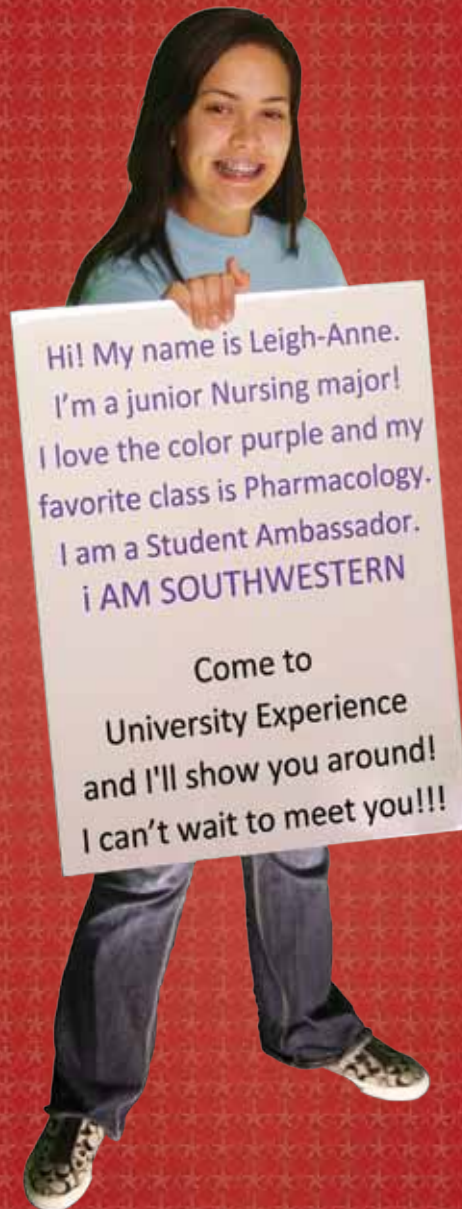 Hi! My name is Leigh-Anne.
I'm a junior Nursing major!
I love the color purple and my
favorite class is Pharmacology.
I am a Student Ambassador.
i AM SOUTHWESTERN
Come to
University Experience
and I'll show you around!
I can't wait to meet you!!!